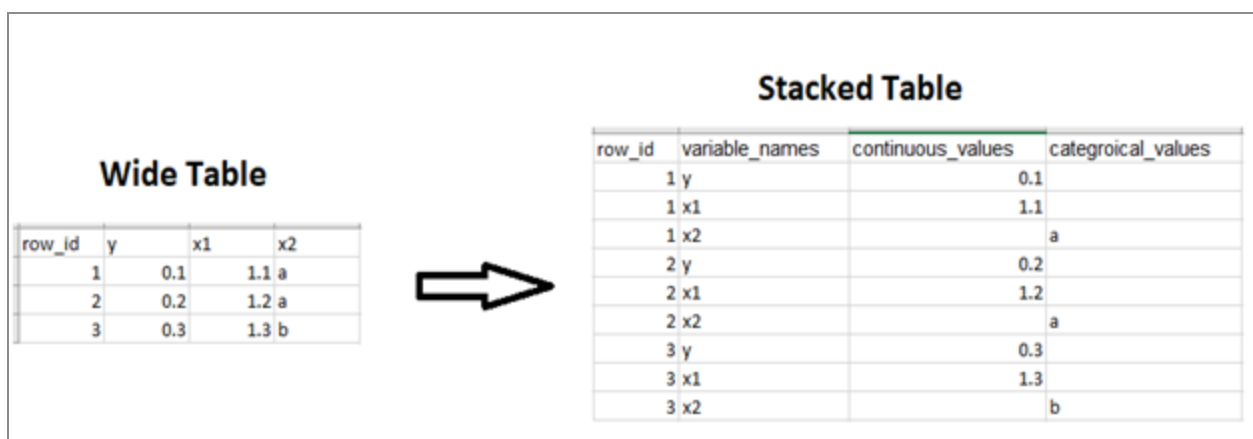 Wide Table
row_id y x1 x2
1 0.1 1.1 a
2 0.2 1.2 a
3 0.3 1.3 b
Stacked Table
row_id variable_names continuous_values categroical_values
1 y 0.1
1 x1 1.1
1 x2 a
2 y 0.2
2 x1 1.2
2 x2 a
3 y 0.3
3 x1 1.3
3 x2 b